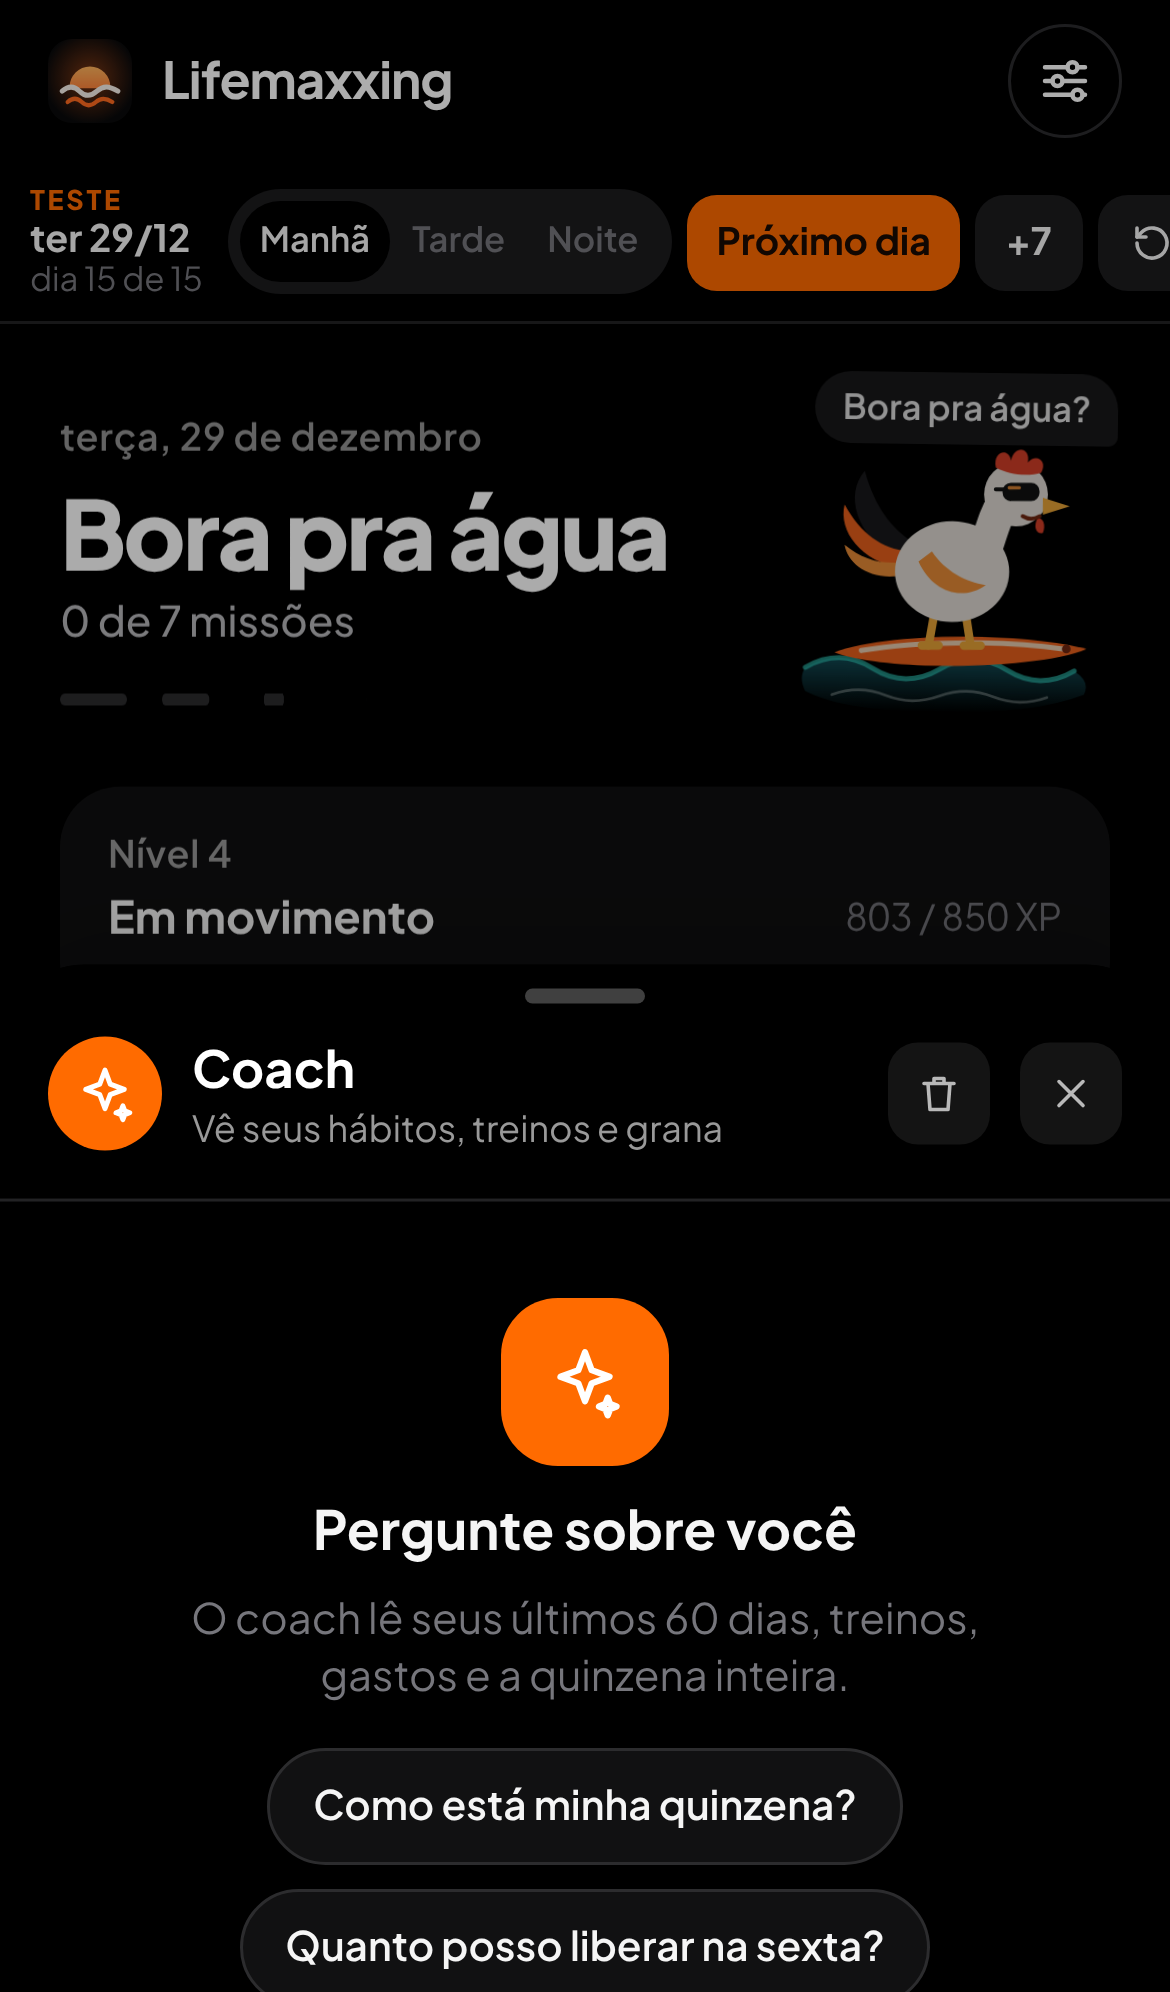 Lifemaxxing
TESTE
ter 29/12
dia 15 de 15
Manhã
Tarde
Noite
Próximo dia
+7
Bora pra água?
terça, 29 de dezembro
Bora pra água
0 de 7 missões
Nível 4
Em movimento
803 / 850 XP
Coach
Vê seus hábitos, treinos e grana
Pergunte sobre você
O coach lê seus últimos 60 dias, treinos,
gastos e a quinzena inteira.
Como está minha quinzena?
Quanto posso liberar na sexta?